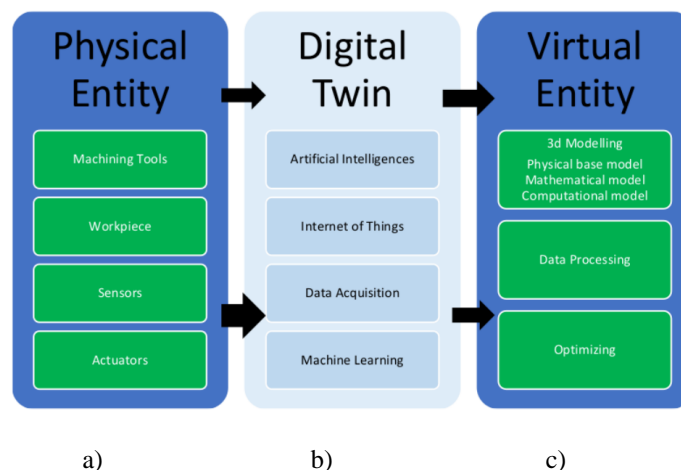 Physical
Entity
Machining Tools
Workpiece
Sensors
Actuators
Digital
Twin
Artificial Intelligences
Internet of Things
Data Acquisition
Machine Learning
Virtual
Entity
3d Modelling
Physical base model
Mathematical model
Computational model
Data Processing
Optimizing
a)
b)
c)